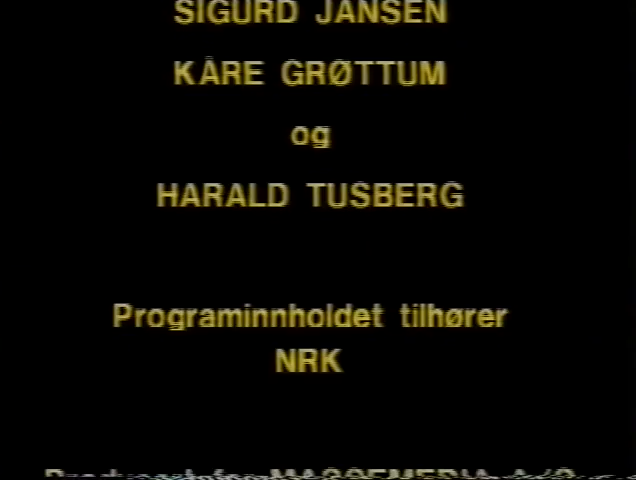 SIGURD JANSEN
KÅRE GRØTTUM
og
HARALD TUSBERG
Programinnholdet tilhører
NRK